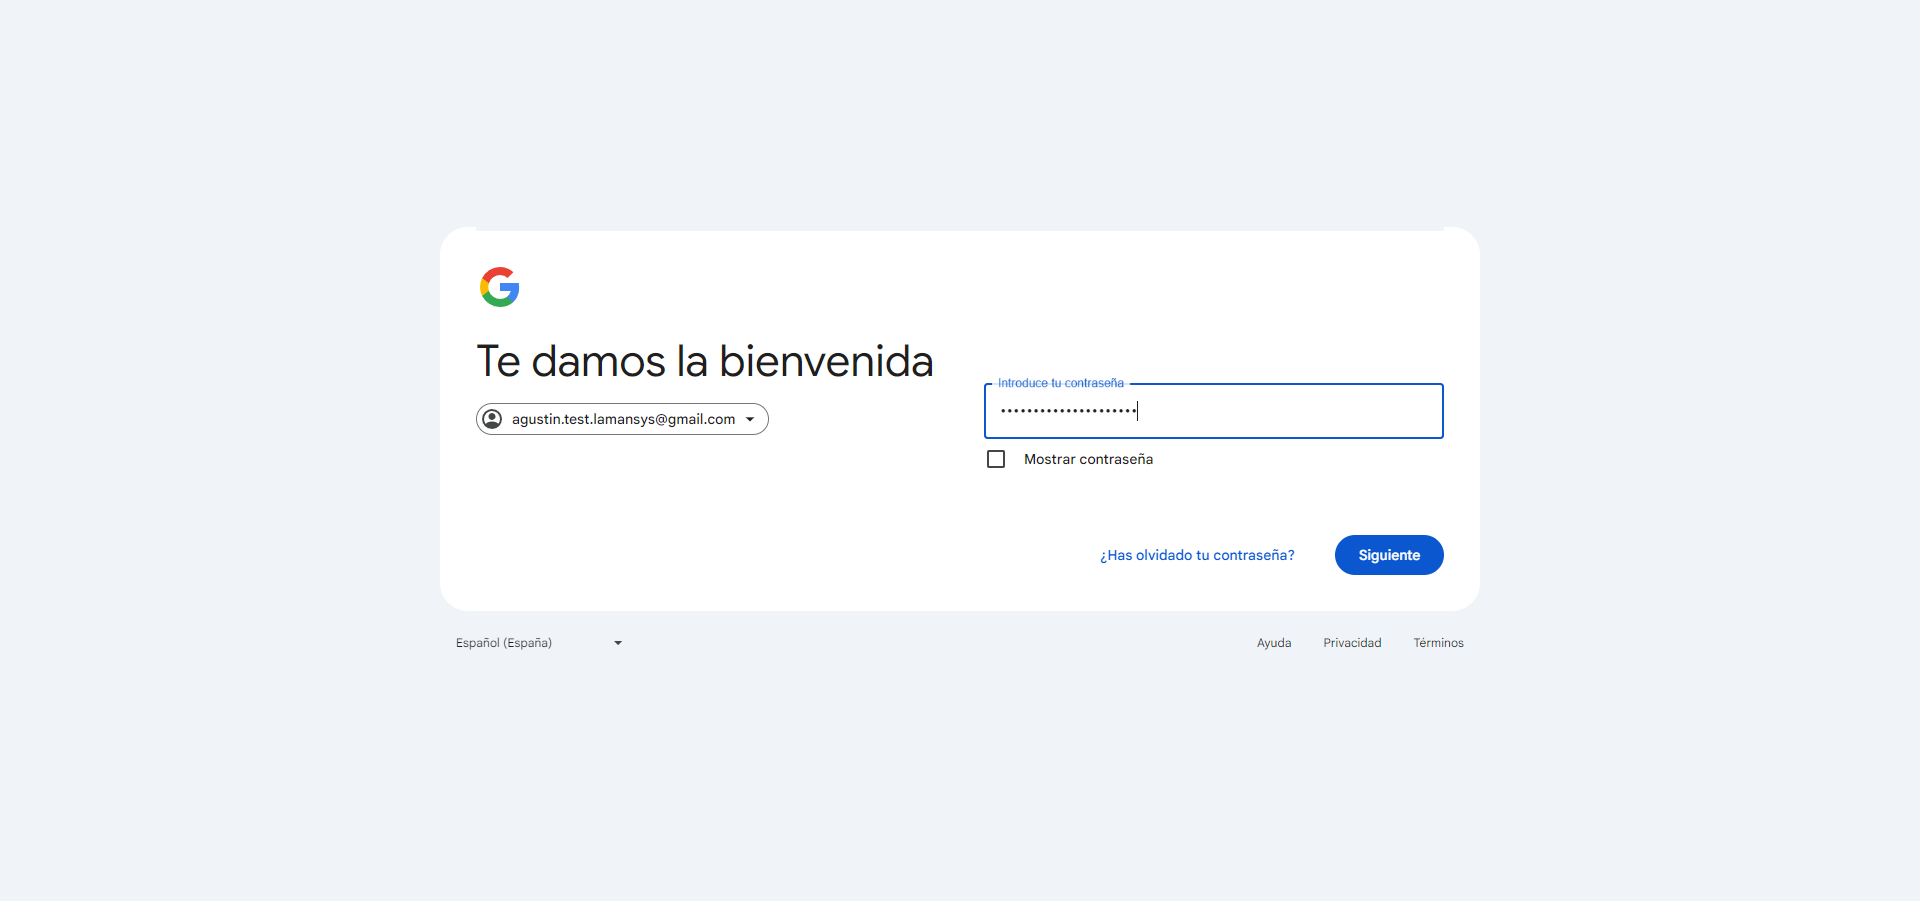 Te damos la bienvenida
agustin.test.lamansys@gmail.com
Introduce tu contraseña
•••••••••••••••••••••
Mostrar contraseña
¿Has olvidado tu contraseña?
Siguiente
Español (España)
Ayuda
Privacidad
Términos